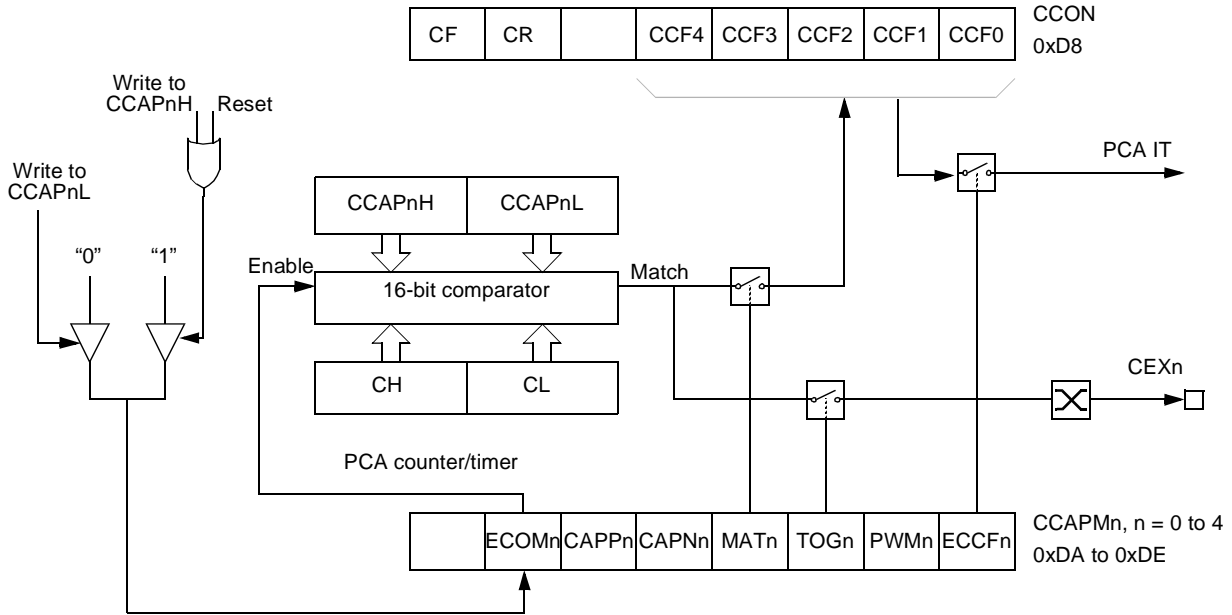 CF CR CCF4 CCF3 CCF2 CCF1 CCF0
CCON
0xD8
Write to
CCAPnH Reset
Write to
CCAPnL
PCA IT
CCAPnH CCAPnL
“0” “1”
Enable
16-bit comparator
Match
CH CL
CEXn
PCA counter/timer
ECOMn CAPPn CAPNn MATn TOGn PWMn ECCFn
CCAPMn, n = 0 to 4
0xDA to 0xDE